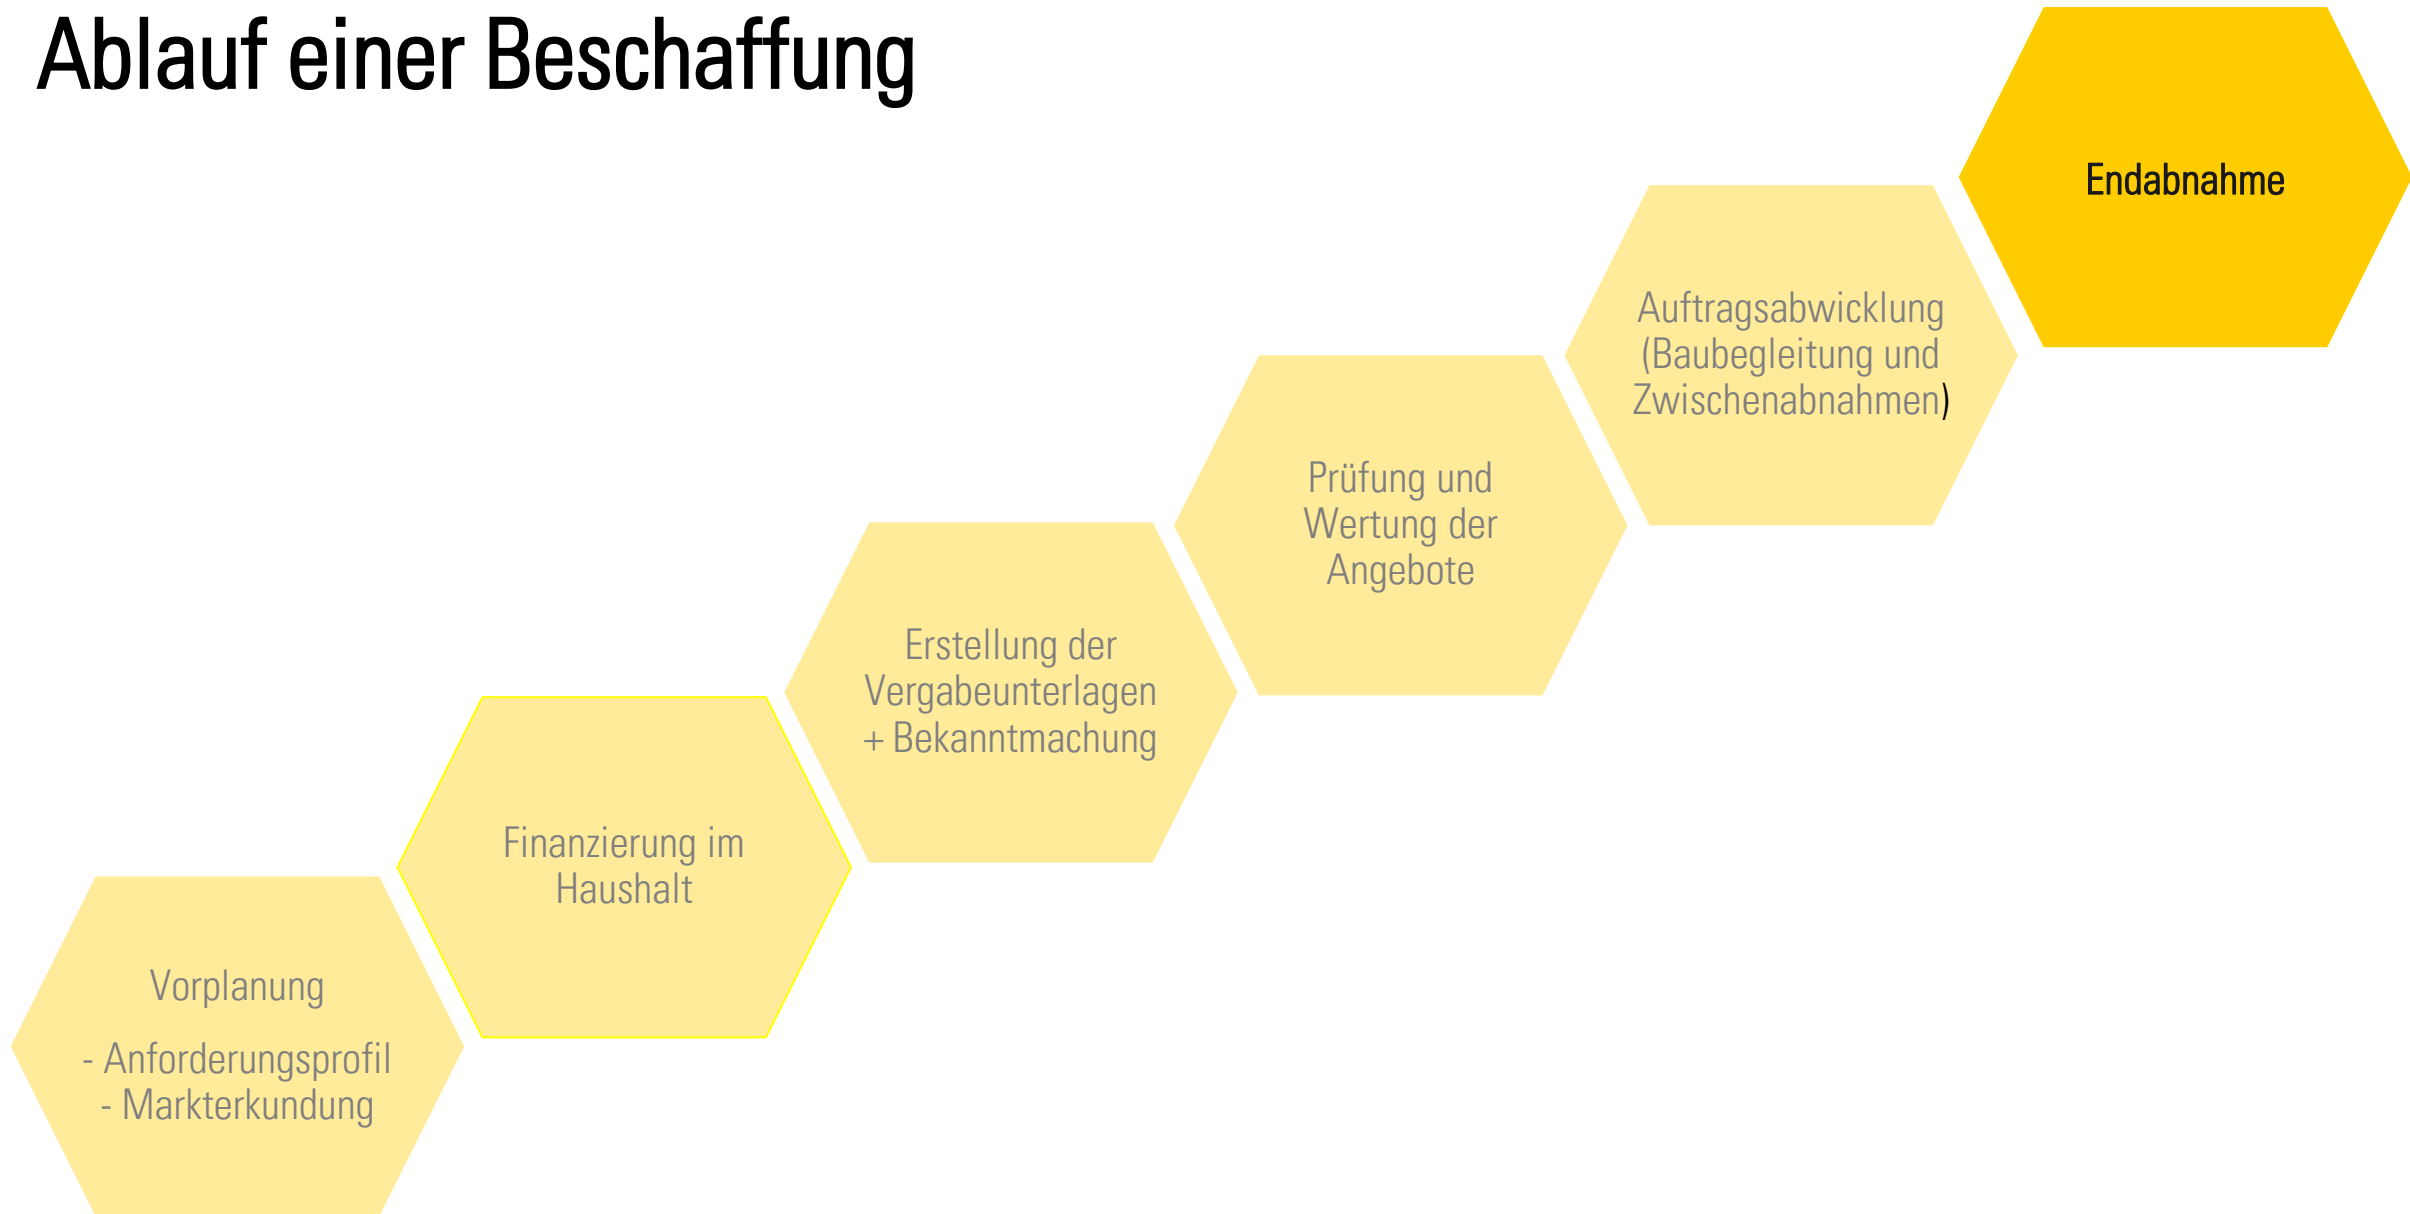 Ablauf einer Beschaffung
Endabnahme
Auftragsabwicklung
(Baubegleitung und
Zwischenabnahmen)
Prüfung und
Wertung der
Angebote
Erstellung der
Vergabeunterlagen
+ Bekanntmachung
Finanzierung im
Haushalt
Vorplanung
- Anforderungsprofil
- Markterkundung